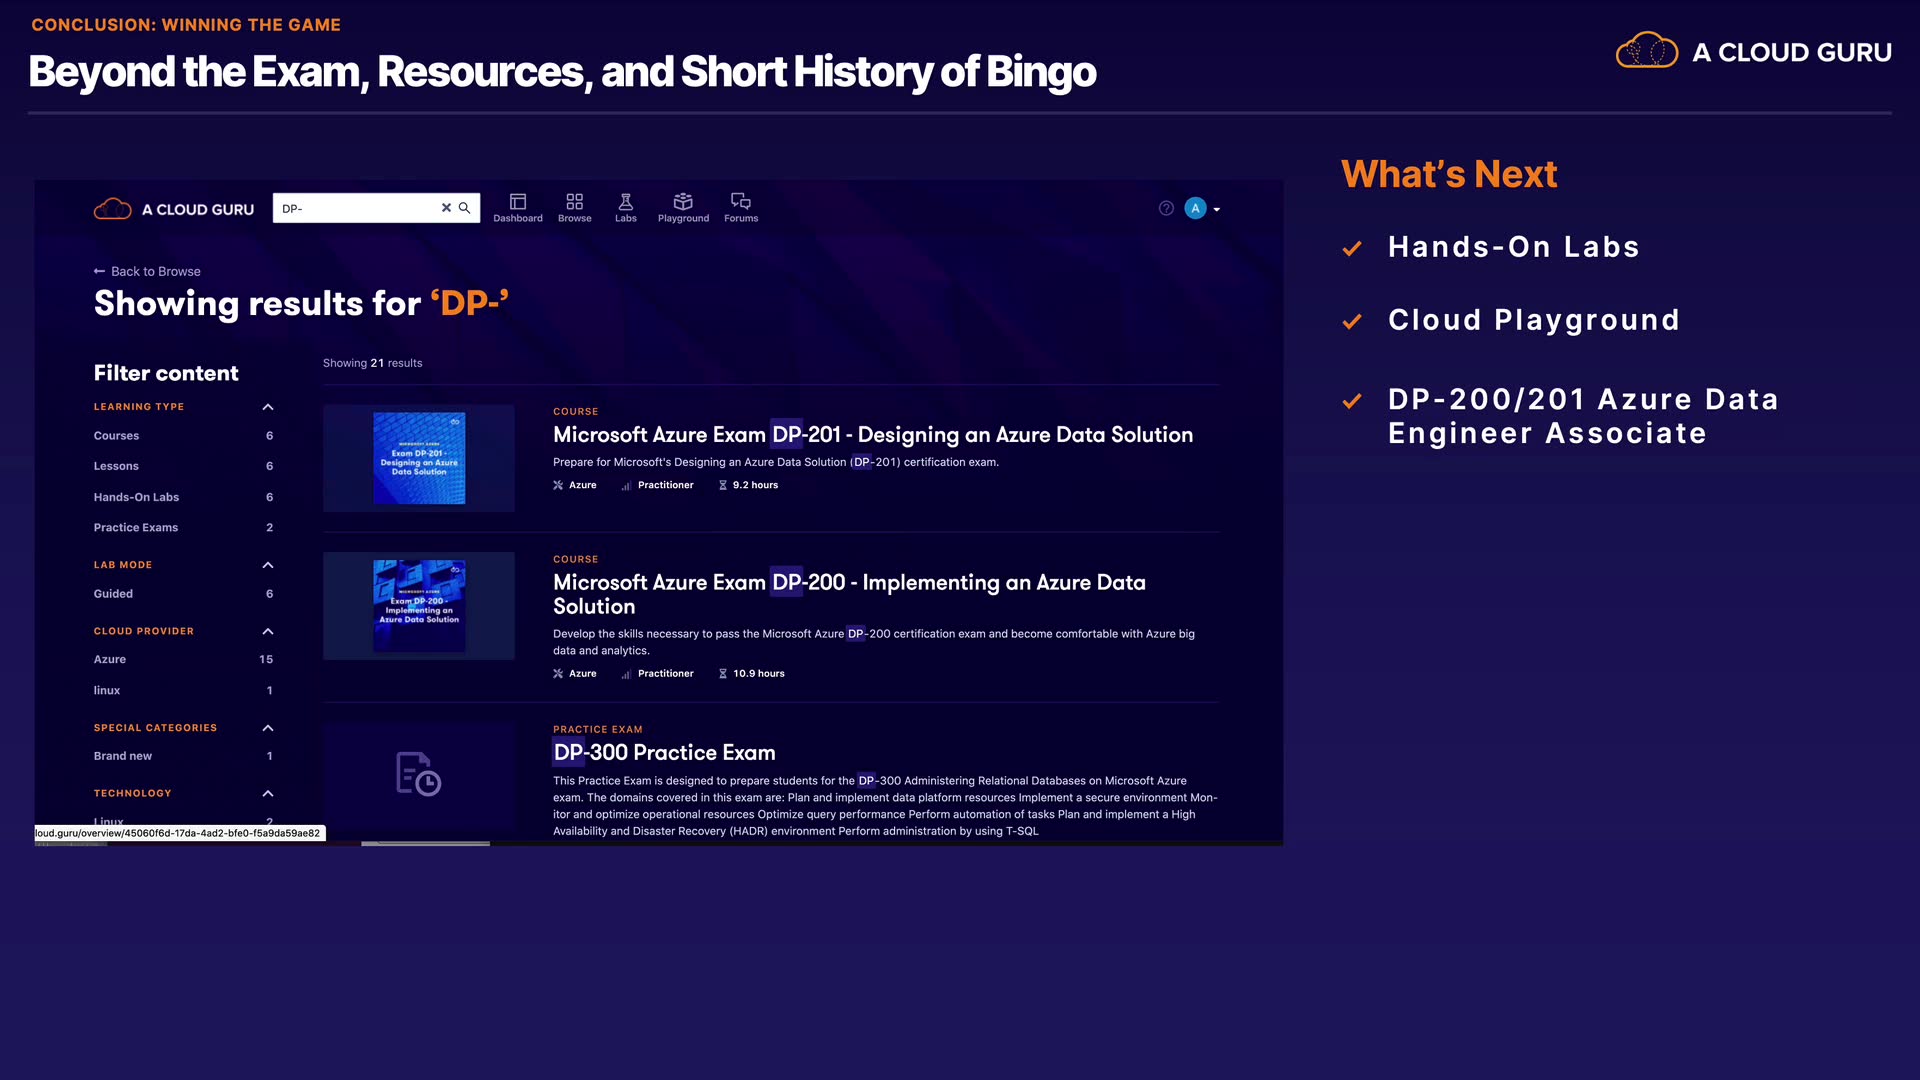 CONCLUSION: WINNING THE GAME
Beyond the Exam, Resources, and Short History of Bingo
A CLOUD GURU
A CLOUD GURU
DP-
Dashboard
Browse
Labs
Playground
Forums
A
Back to Browse
Showing results for ‘DP-’
Filter content
LEARNING TYPE
Courses 6
Lessons 6
Hands-On Labs 6
Practice Exams 2
LAB MODE
Guided 6
CLOUD PROVIDER
Azure 15
linux 1
SPECIAL CATEGORIES
Brand new 1
TECHNOLOGY
Linux 2
loud.guru/overview/45060f6d-17da-4ad2-bfe0-f5a9da59ae82
Showing 21 results
MICROSOFT AZURE
Exam DP-201 -
Designing an Azure
Data Solution
COURSE
Microsoft Azure Exam DP-201 - Designing an Azure Data Solution
Prepare for Microsoft's Designing an Azure Data Solution (DP-201) certification exam.
Azure Practitioner 9.2 hours
MICROSOFT AZURE
Exam DP-200 -
Implementing an
Azure Data Solution
COURSE
Microsoft Azure Exam DP-200 - Implementing an Azure Data
Solution
Develop the skills necessary to pass the Microsoft Azure DP-200 certification exam and become comfortable with Azure big
data and analytics.
Azure Practitioner 10.9 hours
PRACTICE EXAM
DP-300 Practice Exam
This Practice Exam is designed to prepare students for the DP-300 Administering Relational Databases on Microsoft Azure
exam. The domains covered in this exam are: Plan and implement data platform resources Implement a secure environment Mon-
itor and optimize operational resources Optimize query performance Perform automation of tasks Plan and implement a High
Availability and Disaster Recovery (HADR) environment Perform administration by using T-SQL
What’s Next
Hands-On Labs
Cloud Playground
DP-200/201 Azure Data
Engineer Associate